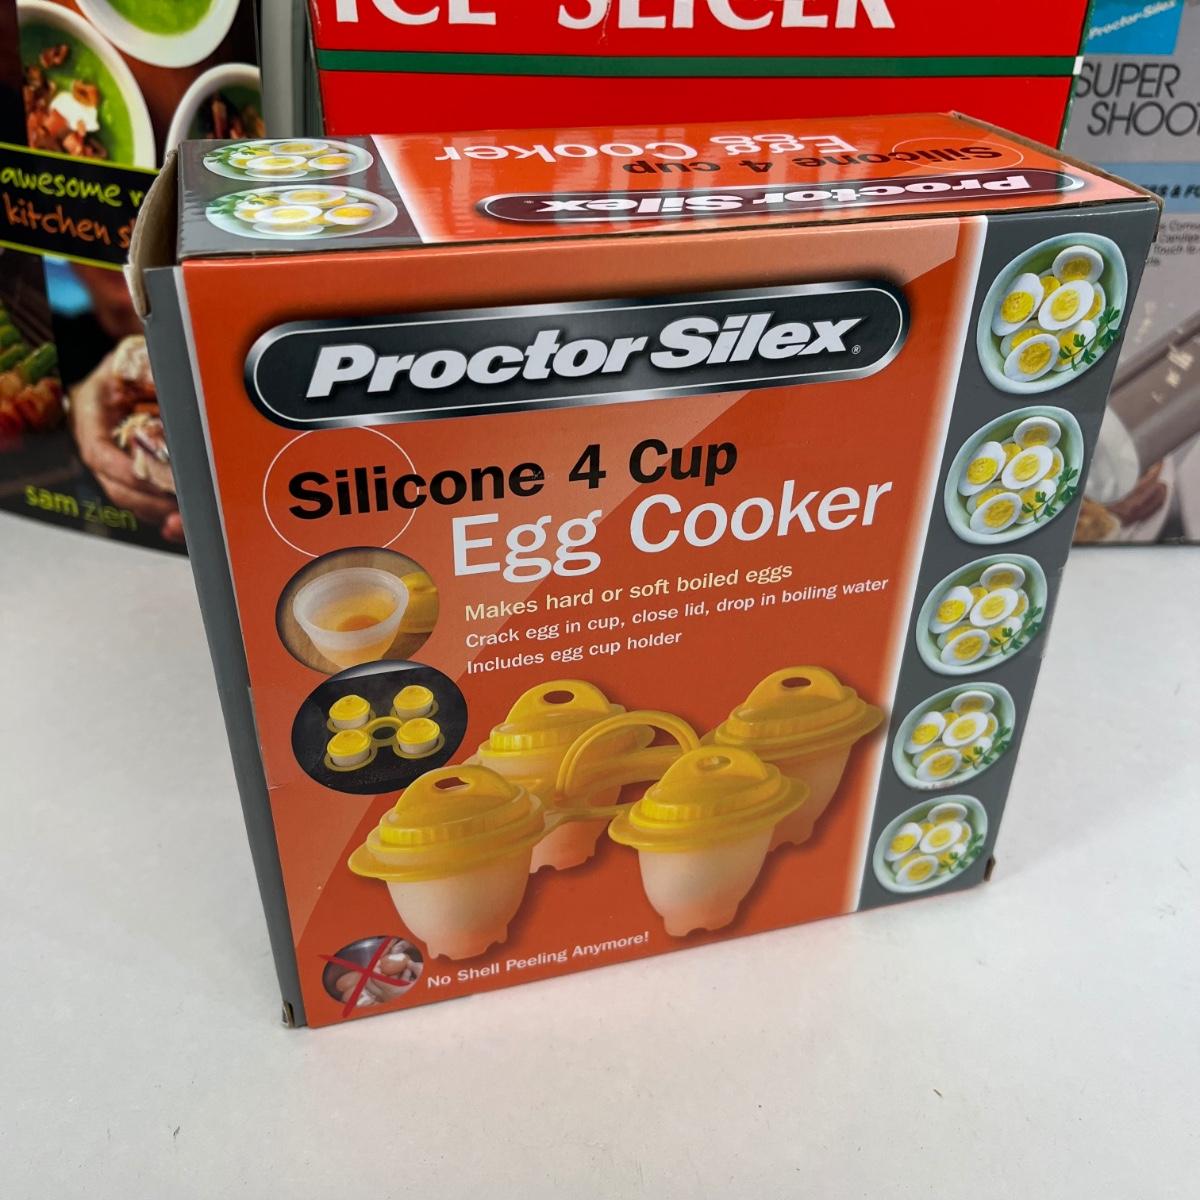 ICE SLICER
Proctor-Silex
SUPER
awesome
kitchen
sam zien
Egg Cooker
Silicone 4 cup
Proctor Silex
Proctor Silex®
Silicone 4 Cup
Egg Cooker
Makes hard or soft boiled eggs
Crack egg in cup, close lid, drop in boiling water
Includes egg cup holder
No Shell Peeling Anymore!